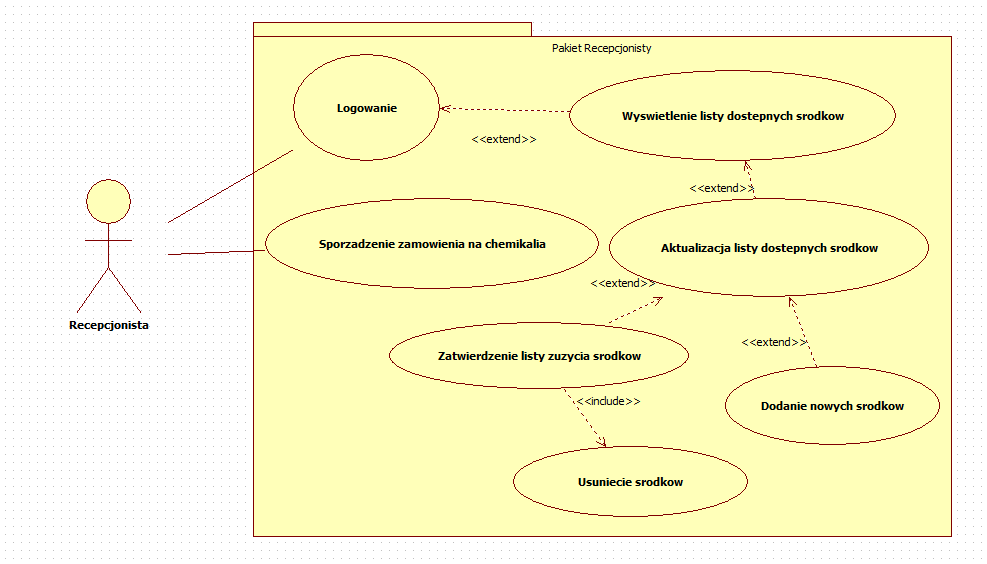 Pakiet Recepcjonisty
Logowanie
Wyswietlenie listy dostepnych srodkow
<<extend>>
<<extend>>
Sporzadzenie zamowienia na chemikalia
Aktualizacja listy dostepnych srodkow
<<extend>>
Recepcjonista
<<extend>>
Zatwierdzenie listy zuzycia srodkow
<<include>>
Dodanie nowych srodkow
Usuniecie srodkow